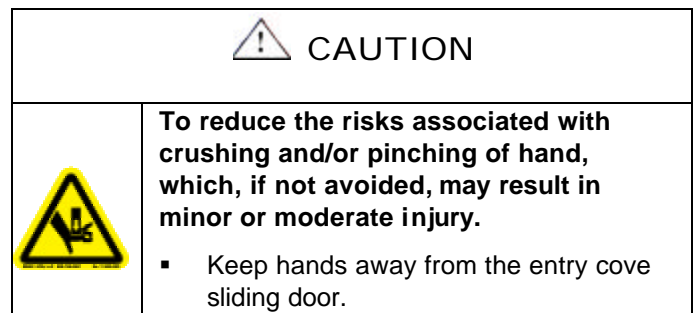 CAUTION
To reduce the risks associated with
crushing and/or pinching of hand,
which, if not avoided, may result in
minor or moderate injury.
▪ Keep hands away from the entry cove
sliding door.